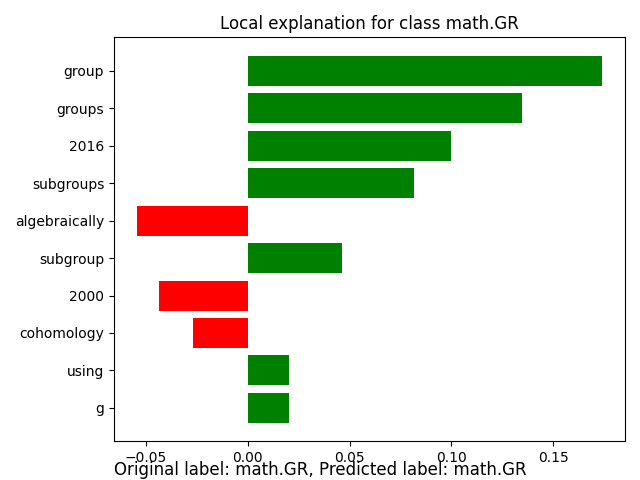 Local explanation for class math.GR
group
groups
2016
subgroups
algebraically
subgroup
2000
cohomology
using
g
−0.05 0.00 0.05 0.10 0.15
Original label: math.GR, Predicted label: math.GR